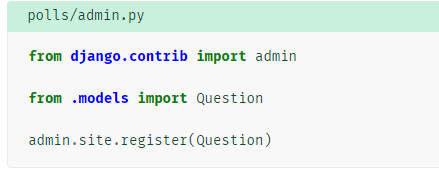 polls/admin.py
from django.contrib import admin
from .models import Question
admin.site.register(Question)